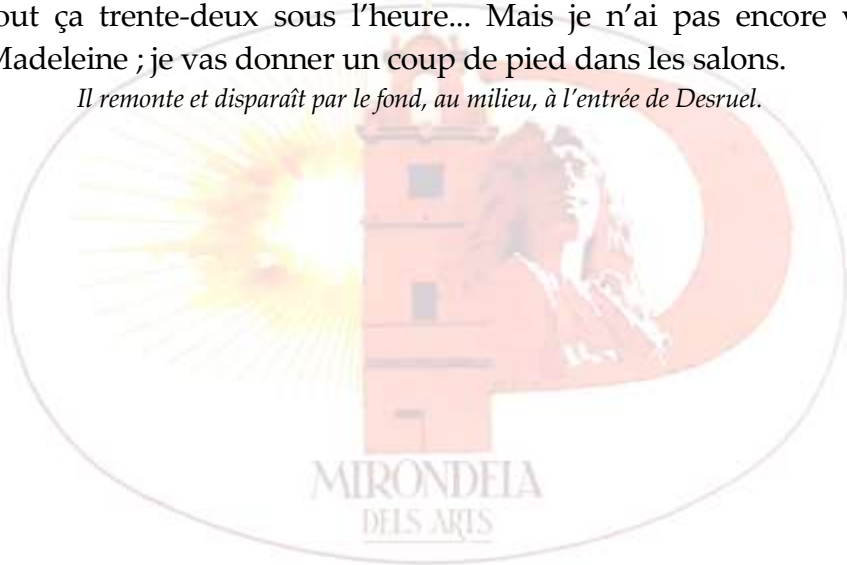 out ça trente-deux sous l’heure... Mais je n’ai pas encore v
Madeleine ; je vas donner un coup de pied dans les salons.
Il remonte et disparaît par le fond, au milieu, à l’entrée de Desruel.
MIRONDELA
DELS ARTS